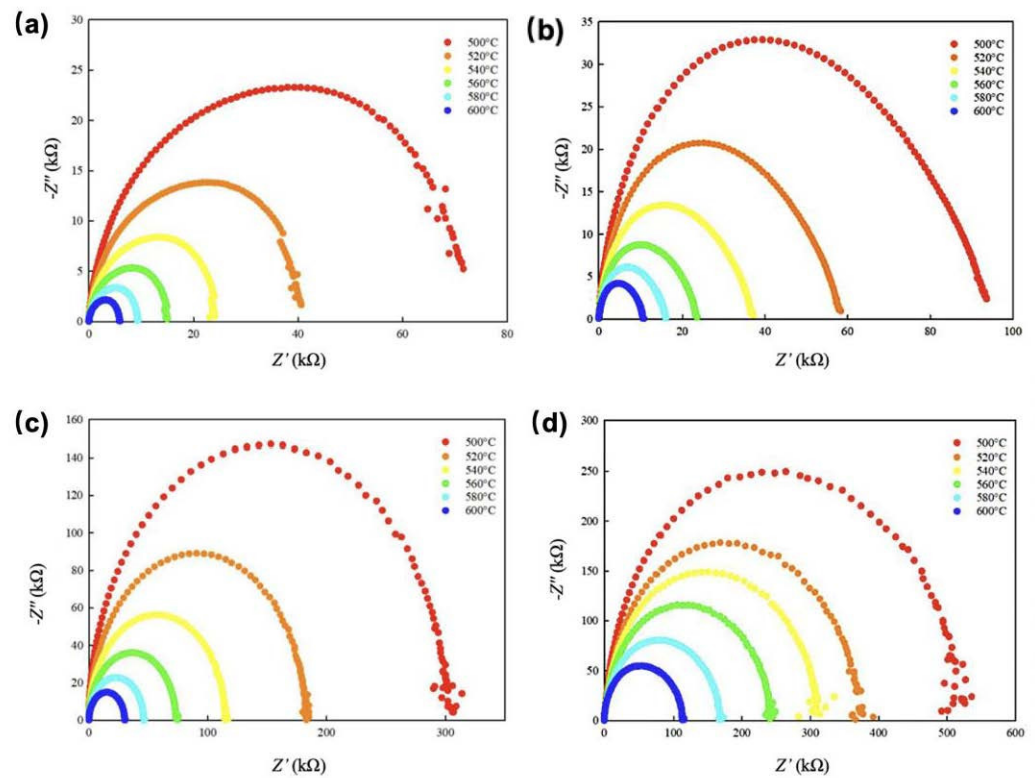 (a)
30
25
20
15
10
5
0
0 20 40 60 80
-Z'' (kΩ)
Z' (kΩ)
500°C
520°C
540°C
560°C
580°C
600°C
(b)
35
30
25
20
15
10
5
0
0 20 40 60 80 100
-Z'' (kΩ)
Z' (kΩ)
500°C
520°C
540°C
560°C
580°C
600°C
(c)
160
140
120
100
80
60
40
20
0
0 100 200 300
-Z'' (kΩ)
Z' (kΩ)
500°C
520°C
540°C
560°C
580°C
600°C
(d)
300
250
200
150
100
50
0
0 100 200 300 400 500 600
-Z'' (kΩ)
Z' (kΩ)
500°C
520°C
540°C
560°C
580°C
600°C